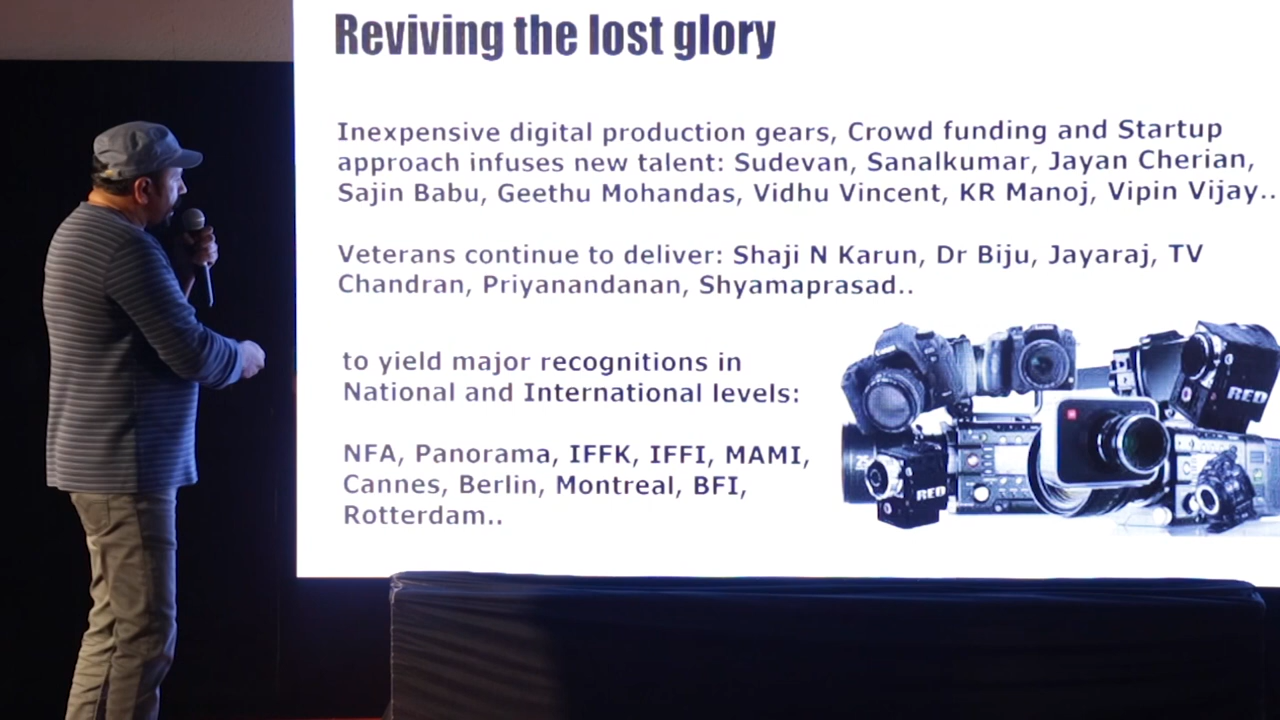 Reviving the lost glory
Inexpensive digital production gears, Crowd funding and Startup
approach infuses new talent: Sudevan, Sanalkumar, Jayan Cherian,
Sajin Babu, Geethu Mohandas, Vidhu Vincent, KR Manoj, Vipin Vijay..
Veterans continue to deliver: Shaji N Karun, Dr Biju, Jayaraj, TV
Chandran, Priyanandanan, Shyamaprasad..
to yield major recognitions in
National and International levels:
NFA, Panorama, IFFK, IFFI, MAMI,
Cannes, Berlin, Montreal, BFI,
Rotterdam..
Canon
RED
RED